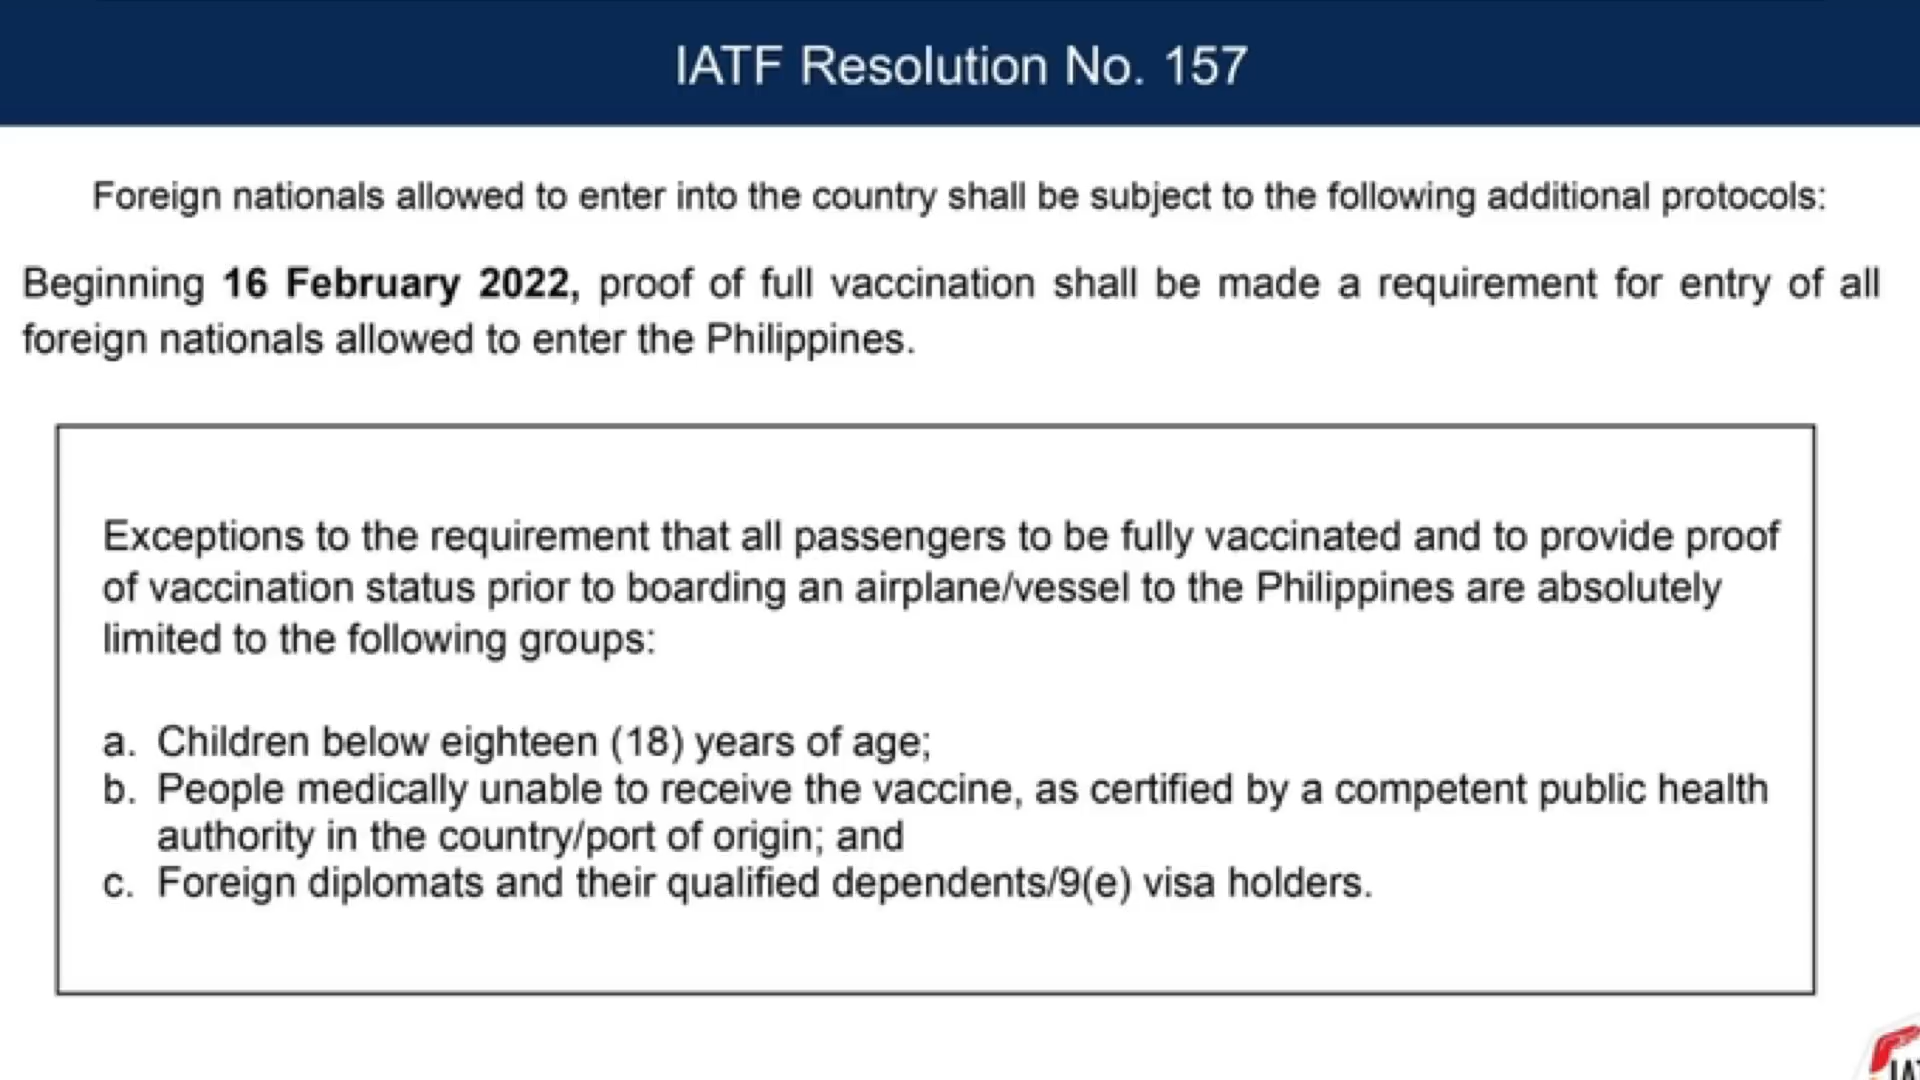 IATF Resolution No. 157
Foreign nationals allowed to enter into the country shall be subject to the following additional protocols:
Beginning 16 February 2022, proof of full vaccination shall be made a requirement for entry of all
foreign nationals allowed to enter the Philippines.
Exceptions to the requirement that all passengers to be fully vaccinated and to provide proof
of vaccination status prior to boarding an airplane/vessel to the Philippines are absolutely
limited to the following groups:
a. Children below eighteen (18) years of age;
b. People medically unable to receive the vaccine, as certified by a competent public health
authority in the country/port of origin; and
c. Foreign diplomats and their qualified dependents/9(e) visa holders.